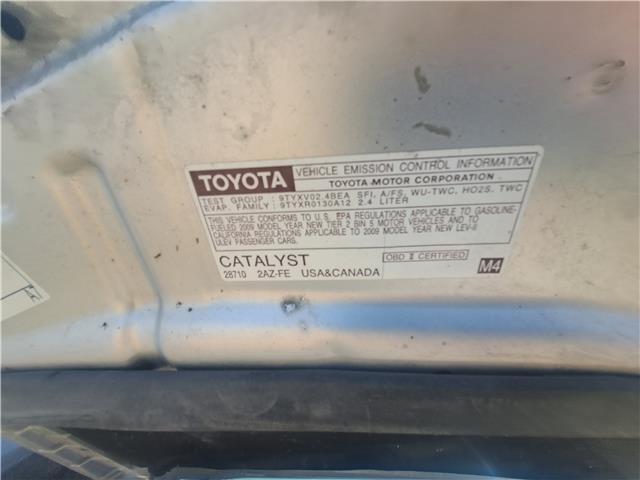 TOYOTA VEHICLE EMISSION CONTROL INFORMATION
TOYOTA MOTOR CORPORATION
TEST GROUP : 9TYXV02.4BEA SFI, A/FS, WU-TWC, HO2S, TWC
EVAP. FAMILY : 9TYXR0130A12 2.4 LITER
THIS VEHICLE CONFORMS TO U.S. EPA REGULATIONS APPLICABLE TO GASOLINE-
FUELED 2009 MODEL YEAR NEW TIER 2 BIN 5 MOTOR VEHICLES AND TO
CALIFORNIA REGULATIONS APPLICABLE TO 2009 MODEL YEAR NEW LEV-II
ULEV PASSENGER CARS.
CATALYST
OBD II CERTIFIED
28710 2AZ-FE USA&CANADA
M4